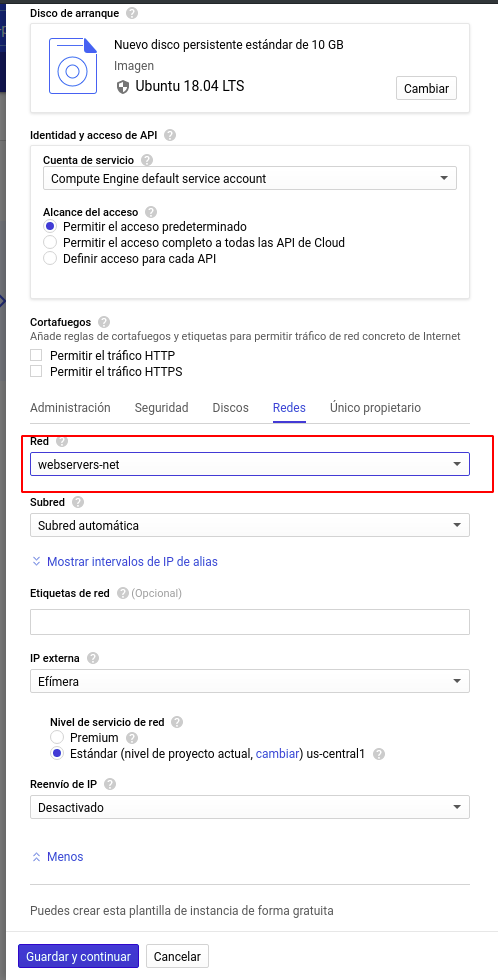 Disco de arranque
Nuevo disco persistente estándar de 10 GB
Imagen
Ubuntu 18.04 LTS
Cambiar
Identidad y acceso de API
Cuenta de servicio
Compute Engine default service account
Alcance del acceso
Permitir el acceso predeterminado
Permitir el acceso completo a todas las API de Cloud
Definir acceso para cada API
Cortafuegos
Añade reglas de cortafuegos y etiquetas para permitir tráfico de red concreto de Internet
Permitir el tráfico HTTP
Permitir el tráfico HTTPS
Administración Seguridad Discos Redes Único propietario
Red
webservers-net
Subred
Subred automática
Mostrar intervalos de IP de alias
Etiquetas de red (Opcional)
IP externa
Efímera
Nivel de servicio de red
Premium
Estándar (nivel de proyecto actual, cambiar) us-central1
Reenvío de IP
Desactivado
Menos
Puedes crear esta plantilla de instancia de forma gratuita
Guardar y continuar Cancelar